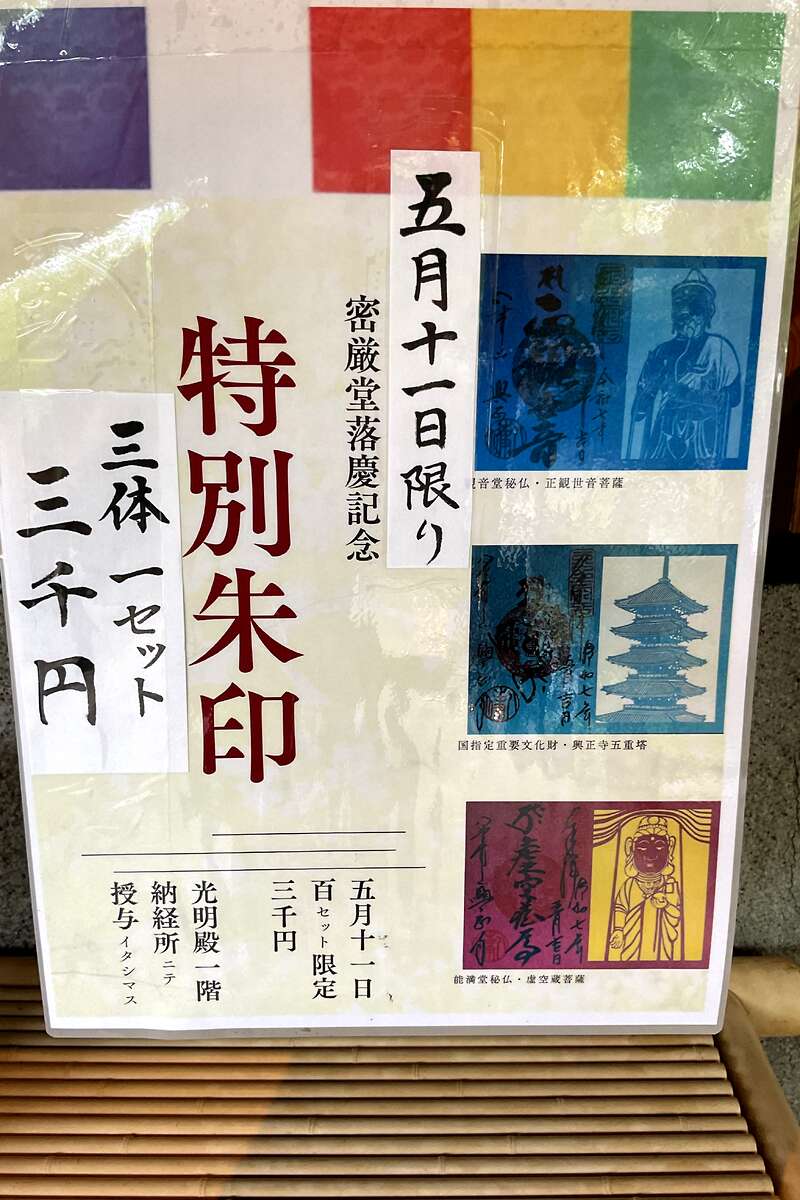 五月十一日限り
密厳堂落慶記念
特別朱印
三体一セット
三千円
音堂秘仏・正観世音菩薩
国指定重要文化財・興正寺五重塔
能満堂秘仏・虚空蔵菩薩
五月十一日
百セット限定
三千円
光明殿一階
納経所ニテ
授与イタシマス